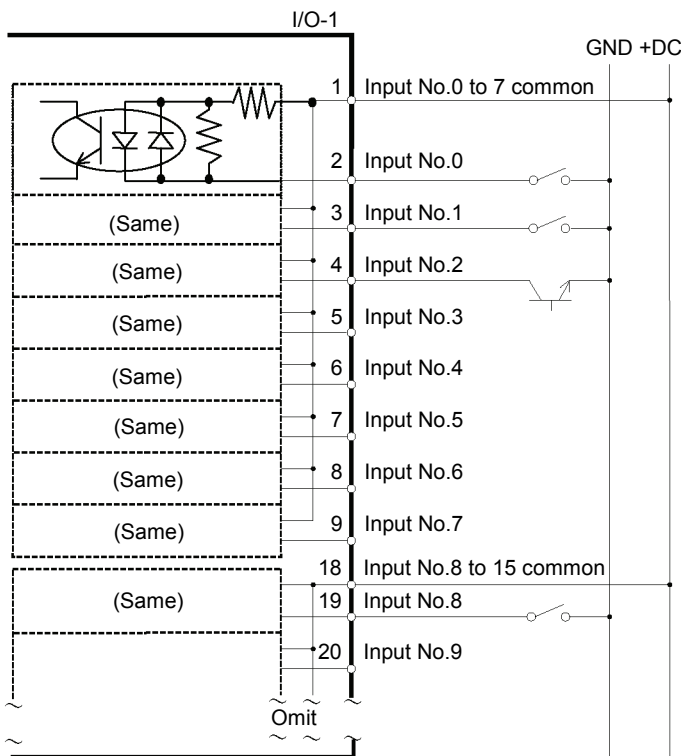 I/O-1
GND +DC
1 Input No.0 to 7 common
2 Input No.0
(Same) 3 Input No.1
(Same) 4 Input No.2
(Same) 5 Input No.3
(Same) 6 Input No.4
(Same) 7 Input No.5
(Same) 8 Input No.6
(Same) 9 Input No.7
18 Input No.8 to 15 common
(Same) 19 Input No.8
20 Input No.9
Omit